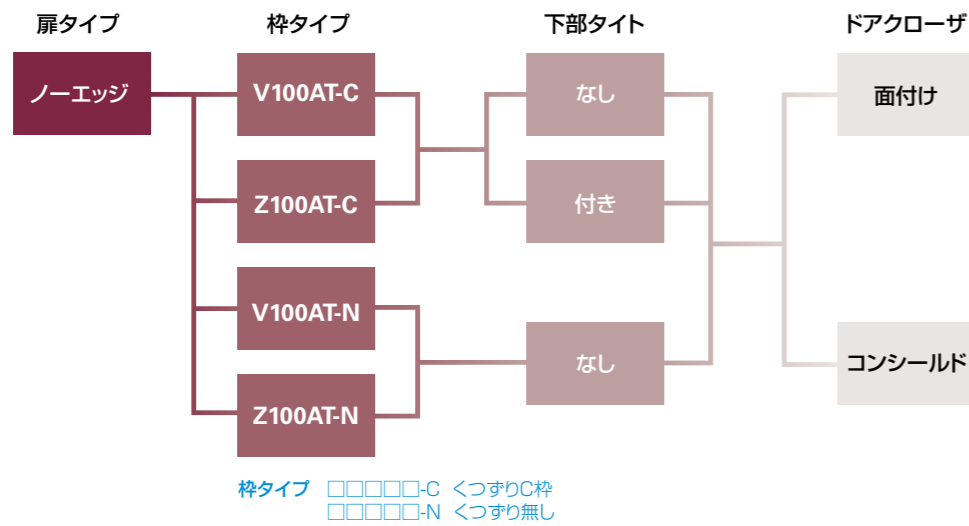 扉タイプ 枠タイプ 下部タイト ドアクローザ
ノーエッジ V100AT-C なし 面付け
Z100AT-C 付き
V100AT-N
なし コンシールド
Z100AT-N
枠タイプ □□□□□-C くつずりC枠
□□□□□-N くつずり無し